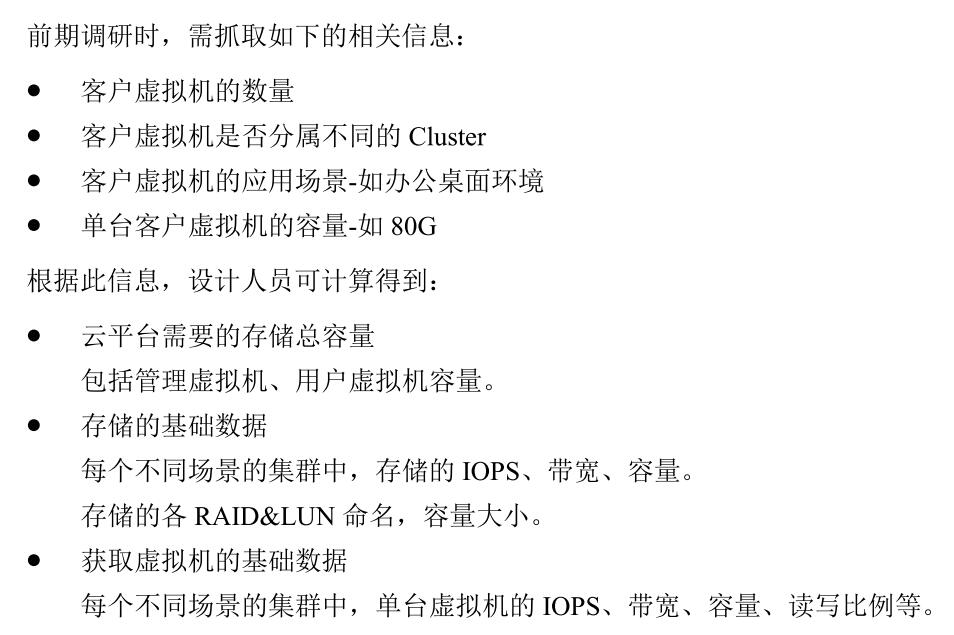 前期调研时，需抓取如下的相关信息：
● 客户虚拟机的数量
● 客户虚拟机是否分属不同的 Cluster
● 客户虚拟机的应用场景-如办公桌面环境
● 单台客户虚拟机的容量-如 80G
根据此信息，设计人员可计算得到：
● 云平台需要的存储总容量
包括管理虚拟机、用户虚拟机容量。
● 存储的基础数据
每个不同场景的集群中，存储的 IOPS、带宽、容量。
存储的各 RAID&LUN 命名，容量大小。
● 获取虚拟机的基础数据
每个不同场景的集群中，单台虚拟机的 IOPS、带宽、容量、读写比例等。